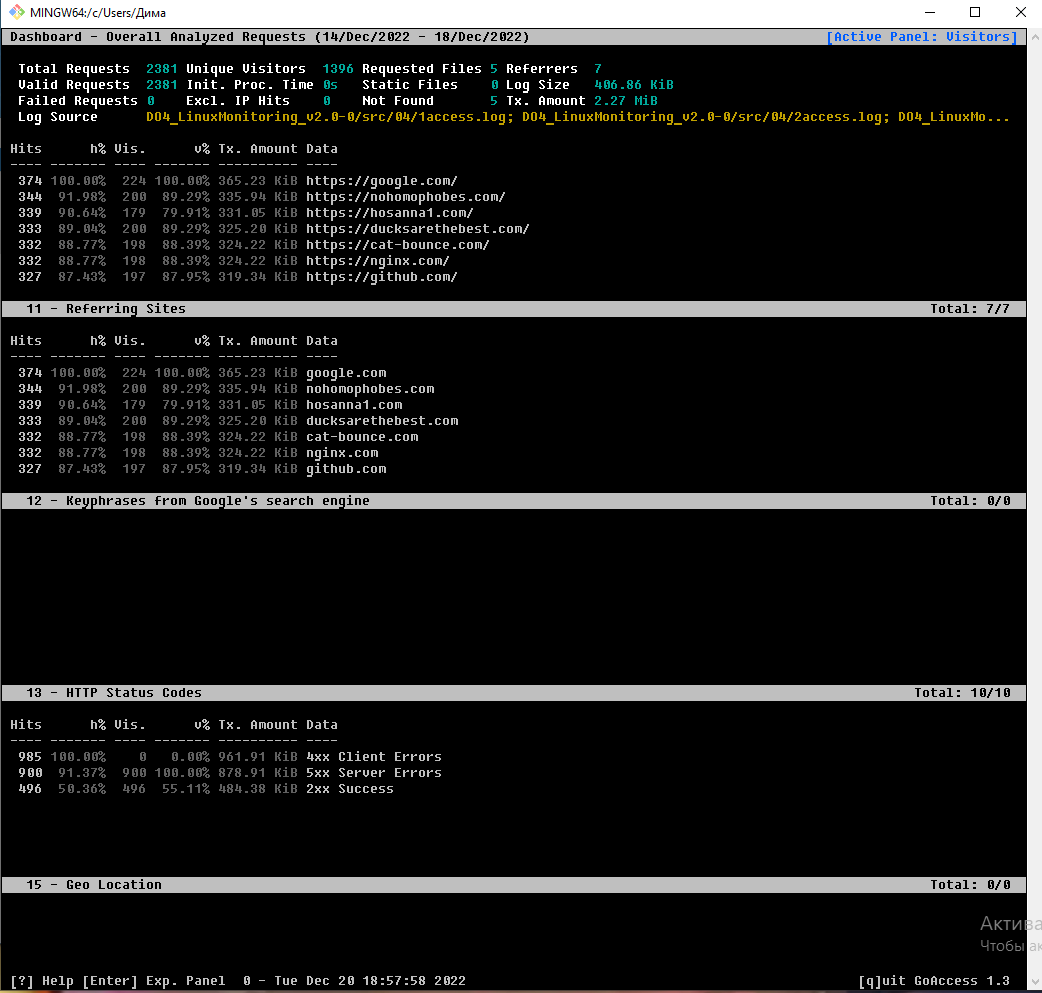 MINGW64:/c/Users/Дима
Dashboard - Overall Analyzed Requests (14/Dec/2022 - 18/Dec/2022) [Active Panel: Visitors]
Total Requests 2381 Unique Visitors 1396 Requested Files 5 Referrers 7
Valid Requests 2381 Init. Proc. Time 0s Static Files 0 Log Size 406.86 KiB
Failed Requests 0 Excl. IP Hits 0 Not Found 5 Tx. Amount 2.27 MiB
Log Source DO4_LinuxMonitoring_v2.0-0/src/04/1access.log; DO4_LinuxMonitoring_v2.0-0/src/04/2access.log; DO4_LinuxMo...
Hits h% Vis. v% Tx. Amount Data
---- ------- ---- ------- ---------- ----
374 100.00% 224 100.00% 365.23 KiB https://google.com/
344 91.98% 200 89.29% 335.94 KiB https://nohomophobes.com/
339 90.64% 179 79.91% 331.05 KiB https://hosanna1.com/
333 89.04% 200 89.29% 325.20 KiB https://ducksarethebest.com/
332 88.77% 198 88.39% 324.22 KiB https://cat-bounce.com/
332 88.77% 198 88.39% 324.22 KiB https://nginx.com/
327 87.43% 197 87.95% 319.34 KiB https://github.com/
11 - Referring Sites Total: 7/7
Hits h% Vis. v% Tx. Amount Data
---- ------- ---- ------- ---------- ----
374 100.00% 224 100.00% 365.23 KiB google.com
344 91.98% 200 89.29% 335.94 KiB nohomophobes.com
339 90.64% 179 79.91% 331.05 KiB hosanna1.com
333 89.04% 200 89.29% 325.20 KiB ducksarethebest.com
332 88.77% 198 88.39% 324.22 KiB cat-bounce.com
332 88.77% 198 88.39% 324.22 KiB nginx.com
327 87.43% 197 87.95% 319.34 KiB github.com
12 - Keyphrases from Google's search engine Total: 0/0
13 - HTTP Status Codes Total: 10/10
Hits h% Vis. v% Tx. Amount Data
---- ------- ---- ------- ---------- ----
985 100.00% 0 0.00% 961.91 KiB 4xx Client Errors
900 91.37% 900 100.00% 878.91 KiB 5xx Server Errors
496 50.36% 496 55.11% 484.38 KiB 2xx Success
15 - Geo Location Total: 0/0
Актива
Чтобы ак
[?] Help [Enter] Exp. Panel 0 - Tue Dec 20 18:57:58 2022 [q]uit GoAccess 1.3